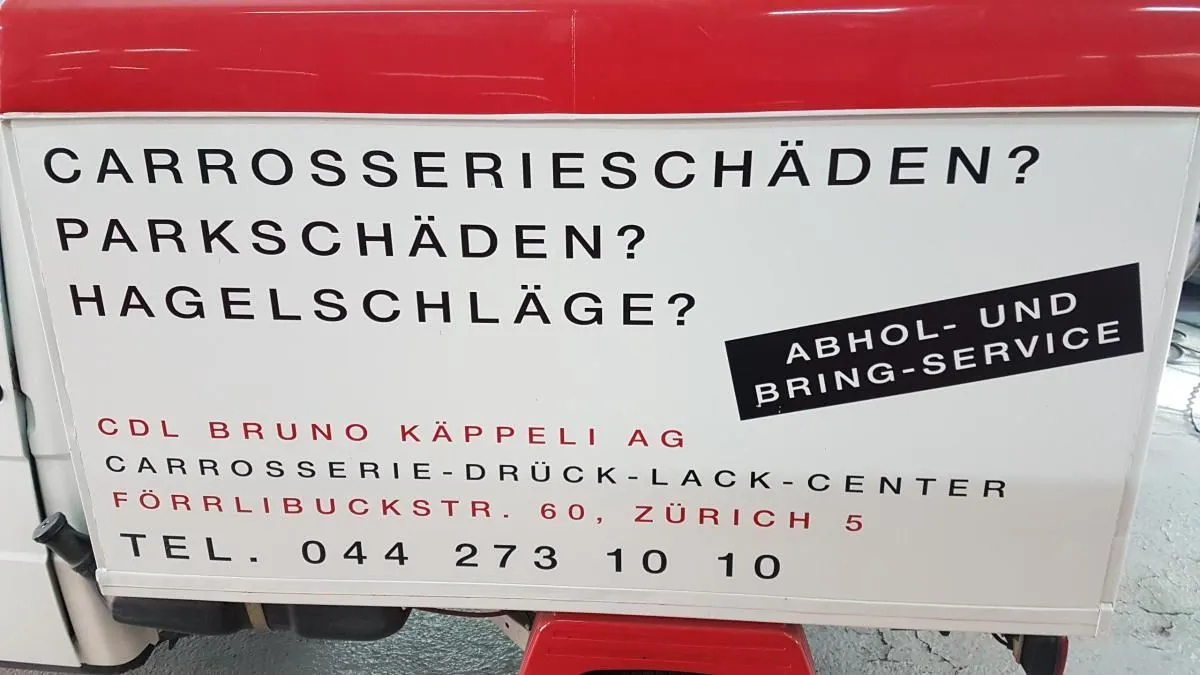 CARROSSERIESCHÄDEN?
PARKSCHÄDEN?
HAGELSCHLÄGE?
ABHOL- UND
BRING-SERVICE
CDL BRUNO KÄPPELI AG
CARROSSERIE-DRÜCK-LACK-CENTER
FÖRRLIBUCKSTR. 60, ZÜRICH 5
TEL. 044 273 10 10